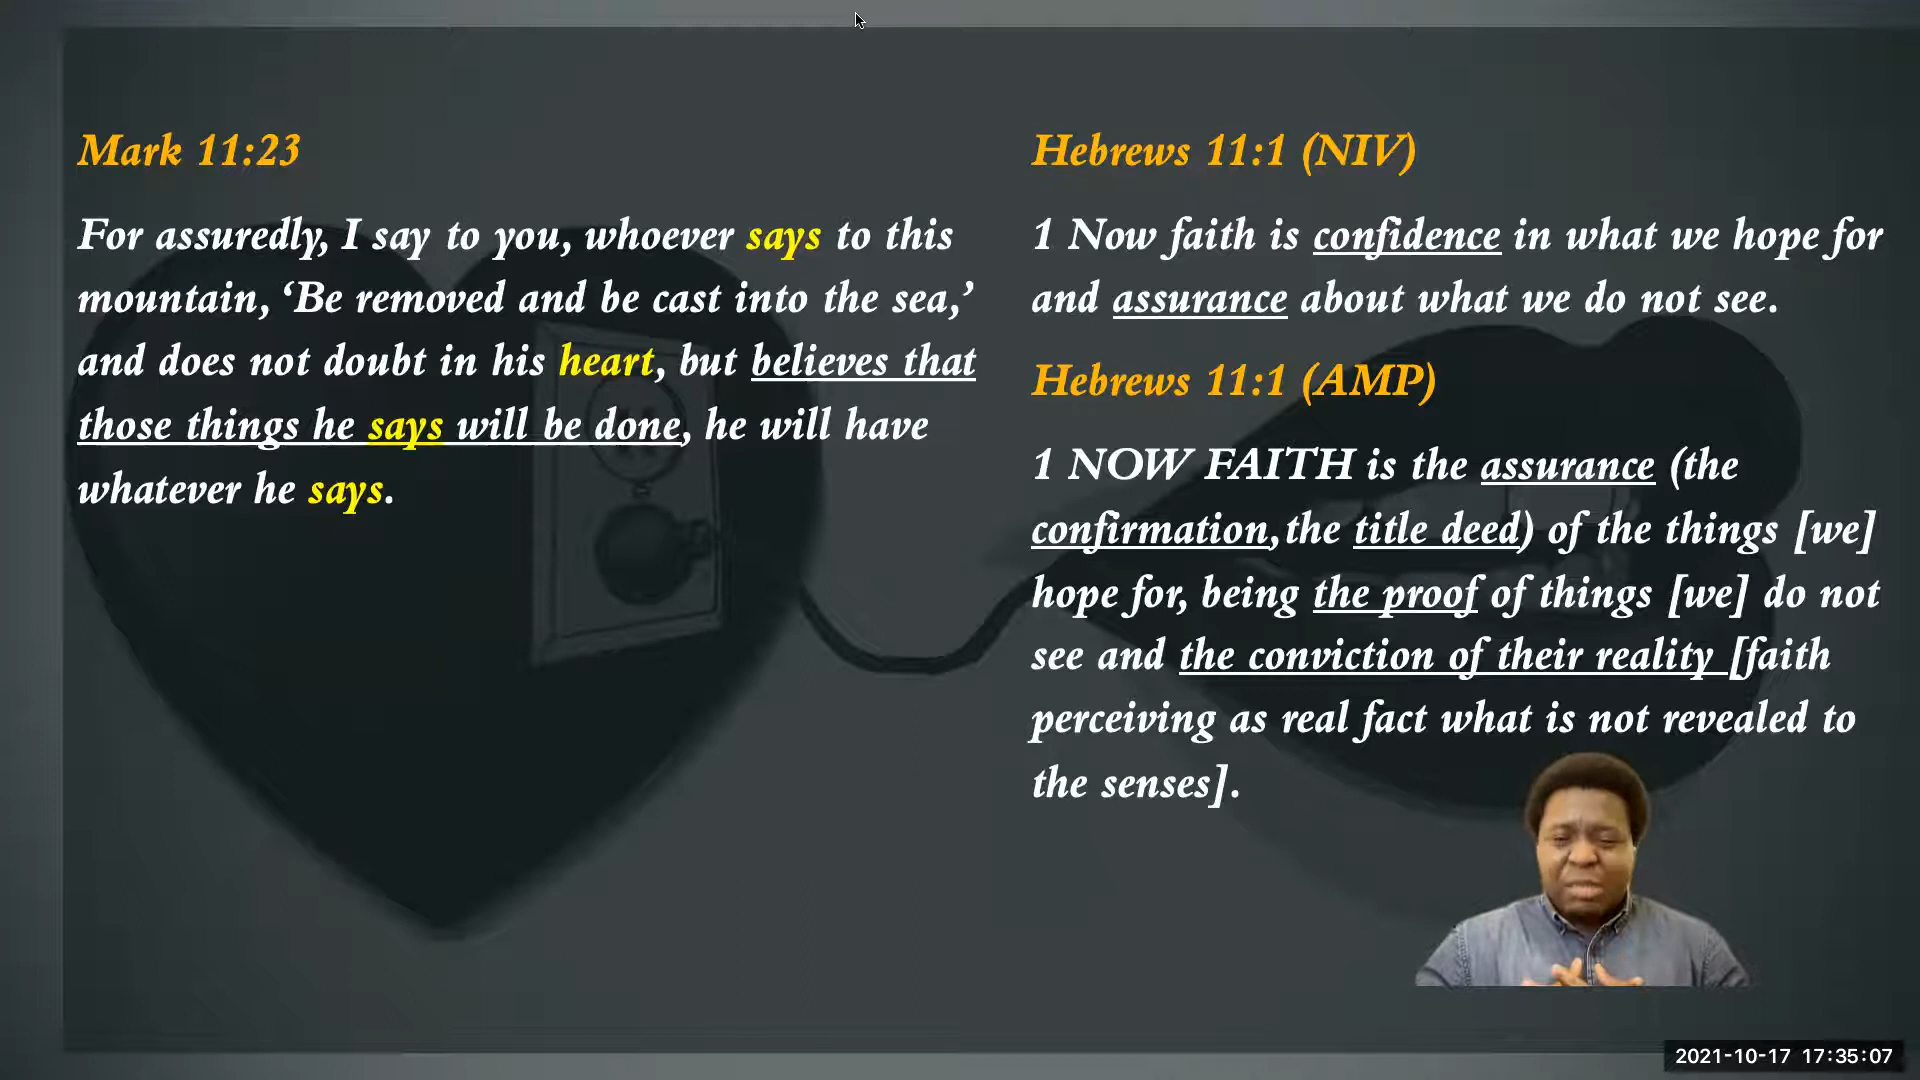 Mark 11:23
For assuredly, I say to you, whoever says to this
mountain, ‘Be removed and be cast into the sea,’
and does not doubt in his heart, but believes that
those things he says will be done, he will have
whatever he says.
Hebrews 11:1 (NIV)
1 Now faith is confidence in what we hope for
and assurance about what we do not see.
Hebrews 11:1 (AMP)
1 NOW FAITH is the assurance (the
confirmation, the title deed) of the things [we]
hope for, being the proof of things [we] do not
see and the conviction of their reality [faith
perceiving as real fact what is not revealed to
the senses].
2021-10-17 17:35:07